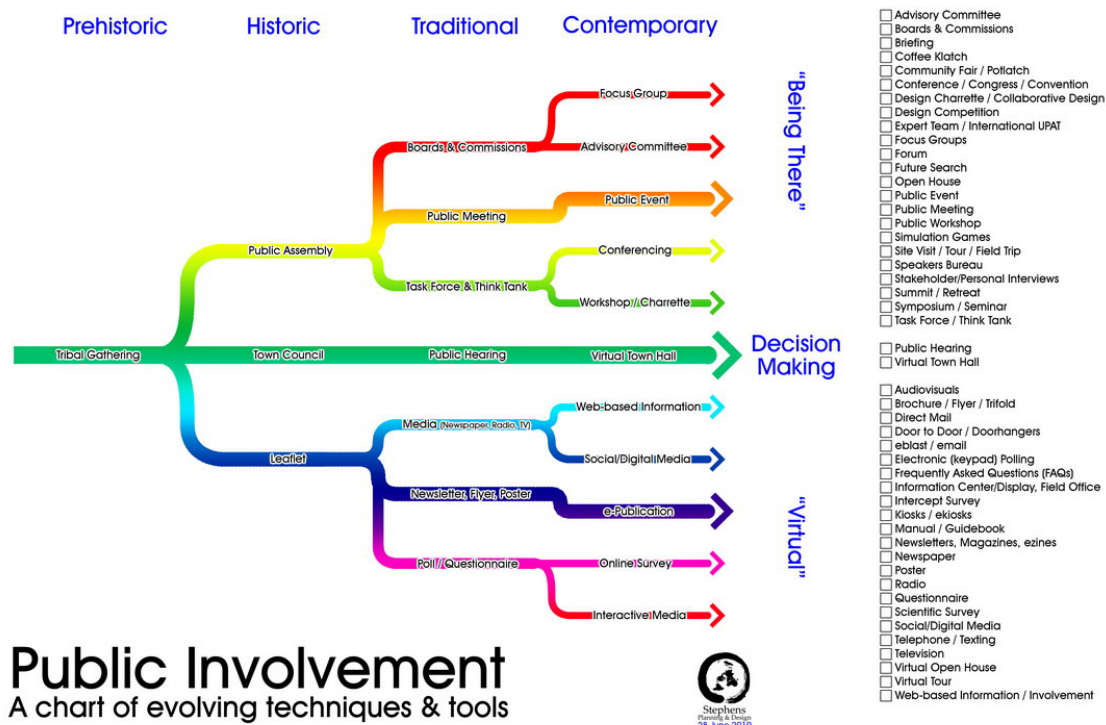 Prehistoric
Historic
Traditional
Contemporary
Focus Group
Boards & Commissions
Advisory Committee
Public Meeting
Public Event
Public Assembly
Conferencing
Task Force & Think Tank
Workshop / Charrette
"Being There"
Tribal Gathering
Town Council
Public Hearing
Virtual Town Hall
Decision
Making
Web-based Information
Media (Newspaper, Radio, TV)
Leaflet
Social/Digital Media
Newsletter, Flyer, Poster
e-Publication
Poll / Questionnaire
Online Survey
Interactive Media
"Virtual"
Advisory Committee
Boards & Commissions
Briefing
Coffee Klatch
Community Fair / Potlatch
Conference / Congress / Convention
Design Charrette / Collaborative Design
Design Competition
Expert Team / International UPAT
Focus Groups
Forum
Future Search
Open House
Public Event
Public Meeting
Public Workshop
Simulation Games
Site Visit / Tour / Field Trip
Speakers Bureau
Stakeholder/Personal Interviews
Summit / Retreat
Symposium / Seminar
Task Force / Think Tank
Public Hearing
Virtual Town Hall
Audiovisuals
Brochure / Flyer / Trifold
Direct Mail
Door to Door / Doorhangers
eblast / email
Electronic (keypad) Polling
Frequently Asked Questions (FAQs)
Information Center/Display, Field Office
Intercept Survey
Kiosks / ekiosks
Manual / Guidebook
Newsletters, Magazines, ezines
Newspaper
Poster
Radio
Questionnaire
Scientific Survey
Social/Digital Media
Telephone / Texting
Television
Virtual Open House
Virtual Tour
Web-based Information / Involvement
Public Involvement
A chart of evolving techniques & tools
Stephens
Planning & Design
28 June 2010